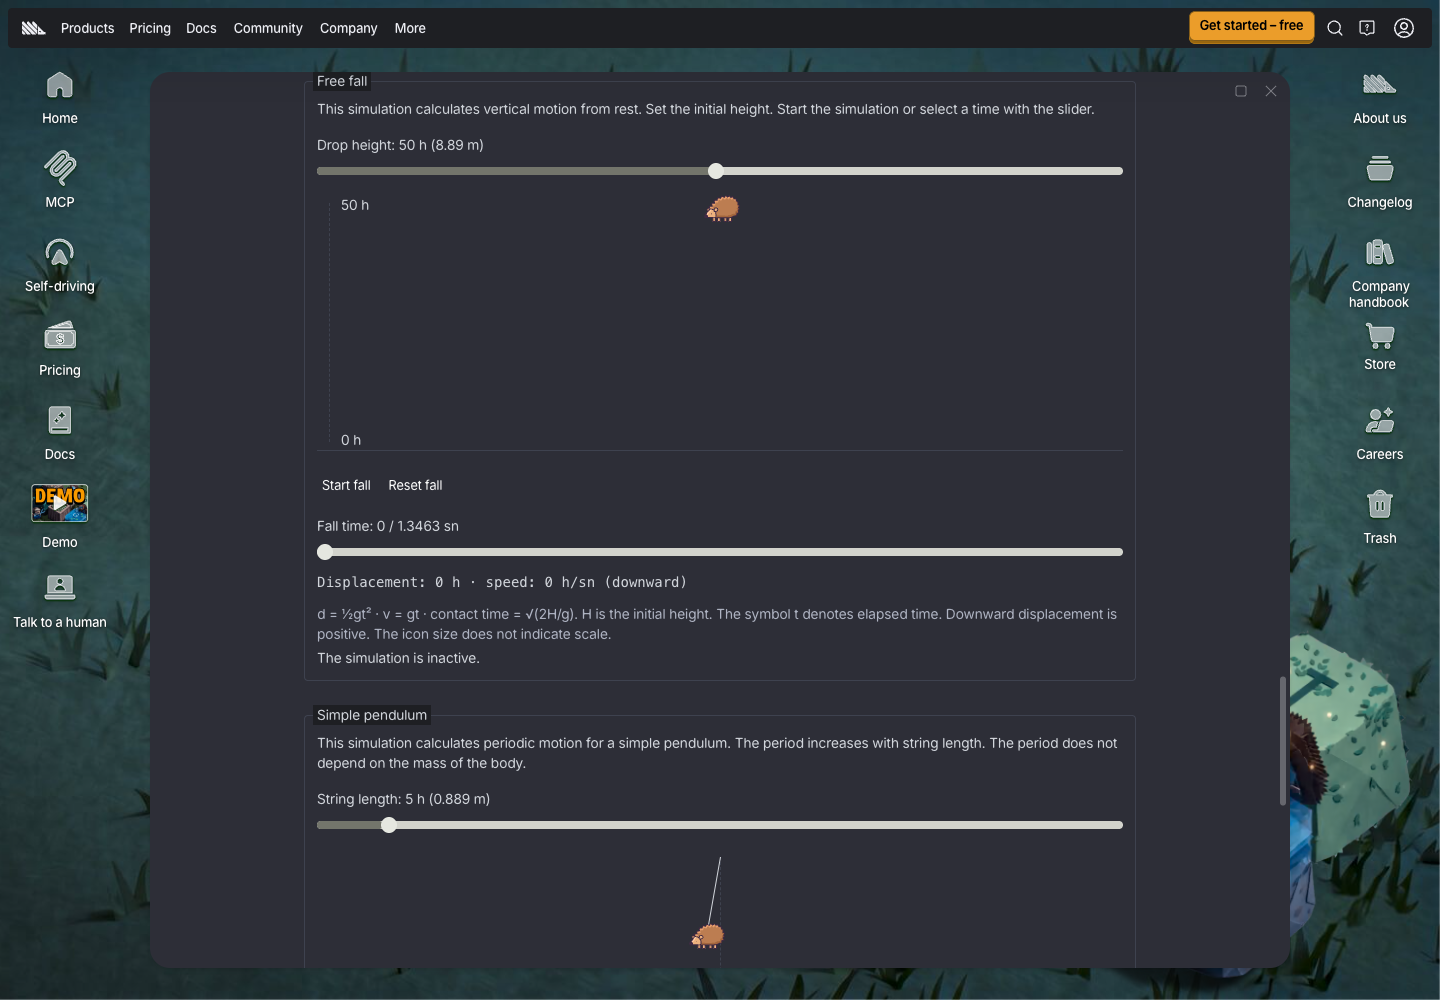 Products Pricing Docs Community Company More
Get started – free
Home
MCP
Self-driving
Pricing
Docs
DEMO
Demo
Talk to a human
Free fall
This simulation calculates vertical motion from rest. Set the initial height. Start the simulation or select a time with the slider.
Drop height: 50 h (8.89 m)
50 h
0 h
Start fall Reset fall
Fall time: 0 / 1.3463 sn
Displacement: 0 h · speed: 0 h/sn (downward)
d = ½gt² · v = gt · contact time = √(2H/g). H is the initial height. The symbol t denotes elapsed time. Downward displacement is
positive. The icon size does not indicate scale.
The simulation is inactive.
Simple pendulum
This simulation calculates periodic motion for a simple pendulum. The period increases with string length. The period does not
depend on the mass of the body.
String length: 5 h (0.889 m)
About us
Changelog
Company
handbook
Store
Careers
Trash